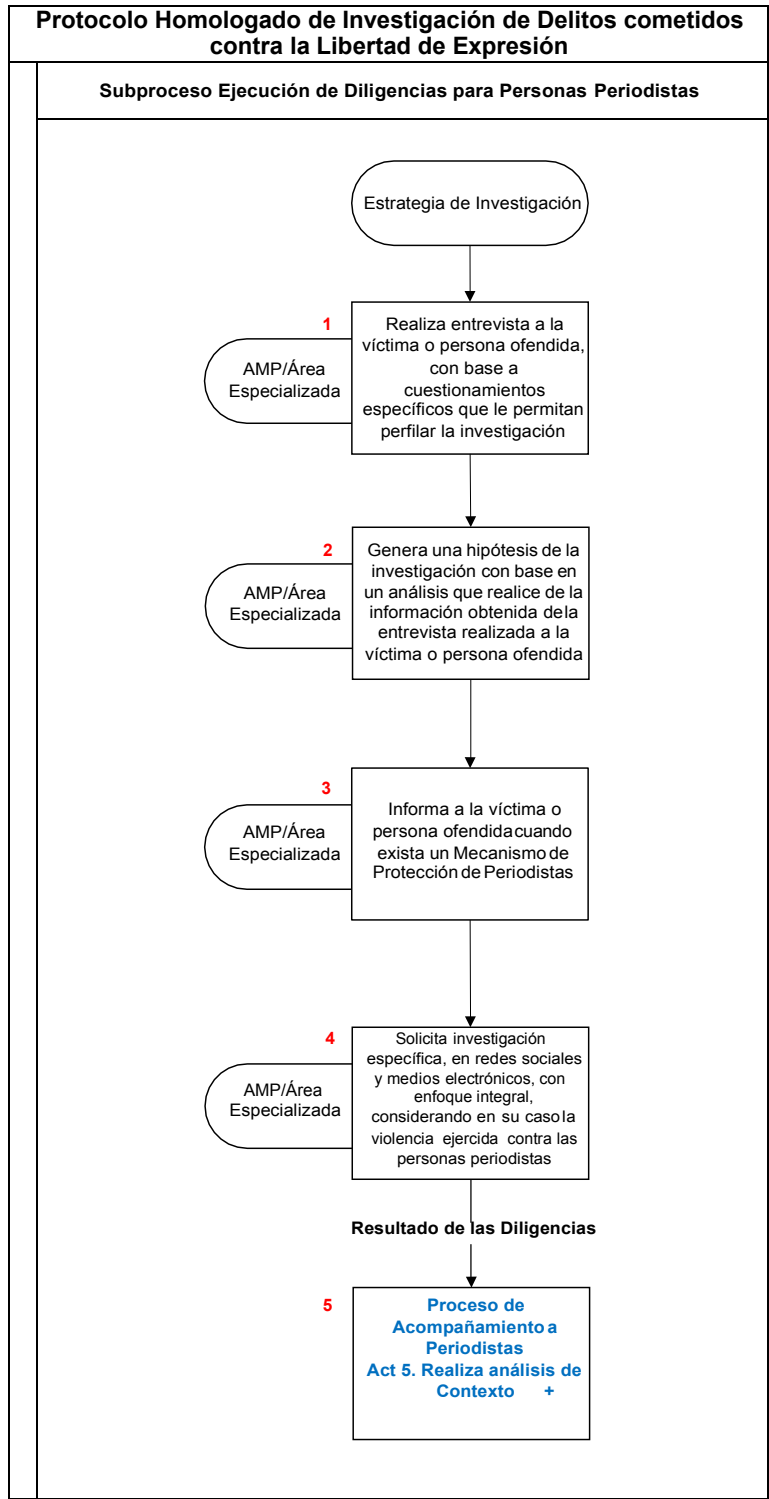 Protocolo Homologado de Investigación de Delitos cometidos
contra la Libertad de Expresión
Subproceso Ejecución de Diligencias para Personas Periodistas
Estrategia de Investigación
1
AMP/Área
Especializada
Realiza entrevista a la
víctima o persona ofendida,
con base a
cuestionamientos
específicos que le permitan
perfilar la investigación
2
AMP/Área
Especializada
Genera una hipótesis de la
investigación con base en
un análisis que realice de la
información obtenida dela
entrevista realizada a la
víctima o persona ofendida
3
AMP/Área
Especializada
Informa a la víctima o
persona ofendidacuando
exista un Mecanismo de
Protección de Periodistas
4
AMP/Área
Especializada
Solicita investigación
específica, en redes sociales
y medios electrónicos, con
enfoque integral,
considerando en su caso la
violencia ejercida contra las
personas periodistas
Resultado de las Diligencias
5
Proceso de
Acompañamiento a
Periodistas
Act 5. Realiza análisis de
Contexto +